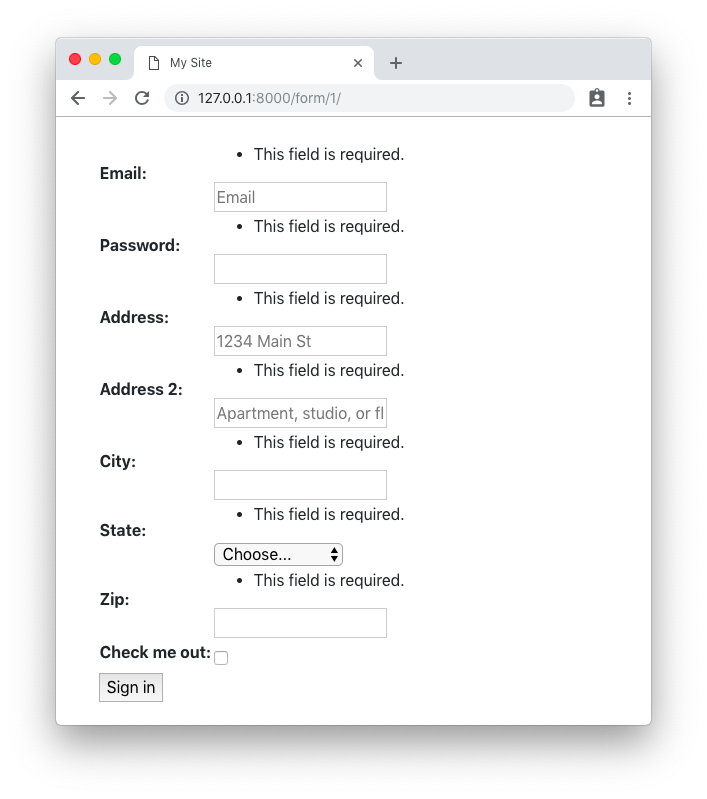 My Site
127.0.0.1:8000/form/1/
• This field is required.
Email:
Email
• This field is required.
Password:
• This field is required.
Address:
1234 Main St
• This field is required.
Address 2:
Apartment, studio, or fl
• This field is required.
City:
• This field is required.
State:
Choose...
• This field is required.
Zip:
Check me out:
Sign in